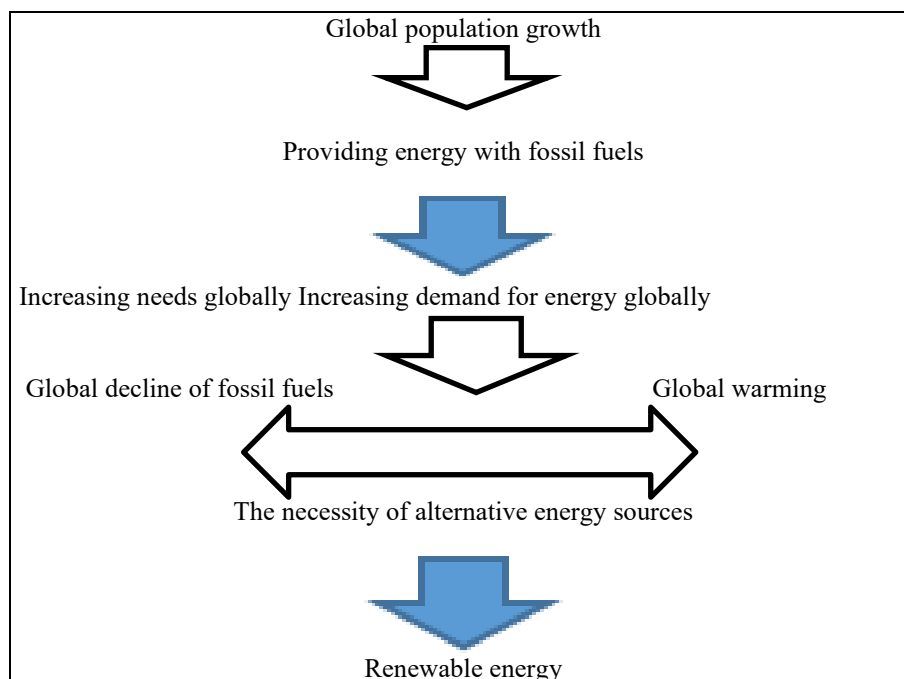 Global population growth
Providing energy with fossil fuels
Increasing needs globally Increasing demand for energy globally
Global decline of fossil fuels Global warming
The necessity of alternative energy sources
Renewable energy